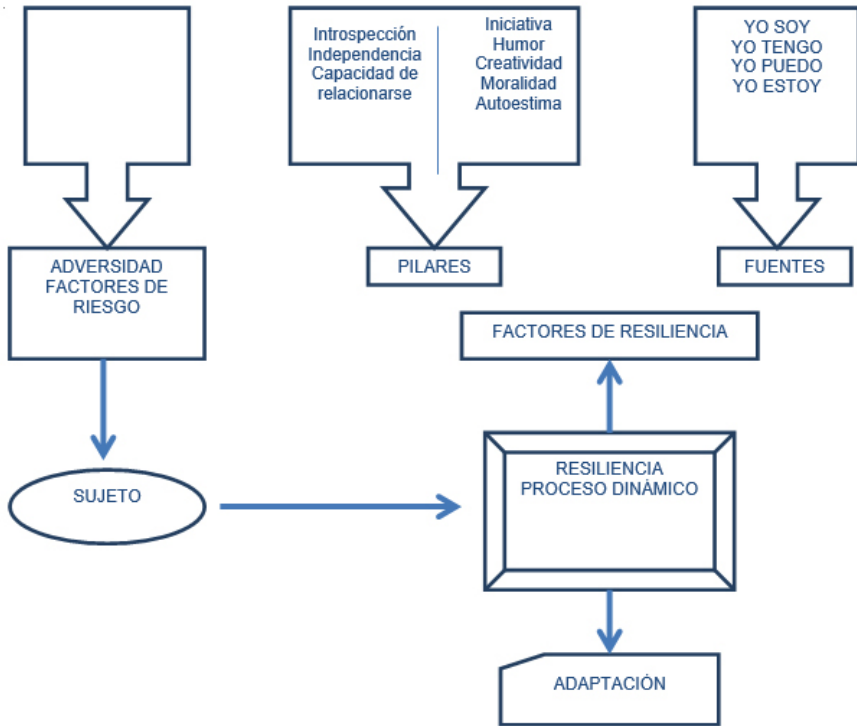 Introspección
Independencia
Capacidad de
relacionarse
Iniciativa
Humor
Creatividad
Moralidad
Autoestima
YO SOY
YO TENGO
YO PUEDO
YO ESTOY
ADVERSIDAD
FACTORES DE
RIESGO
PILARES
FUENTES
FACTORES DE RESILIENCIA
SUJETO
RESILIENCIA
PROCESO DINÁMICO
ADAPTACIÓN